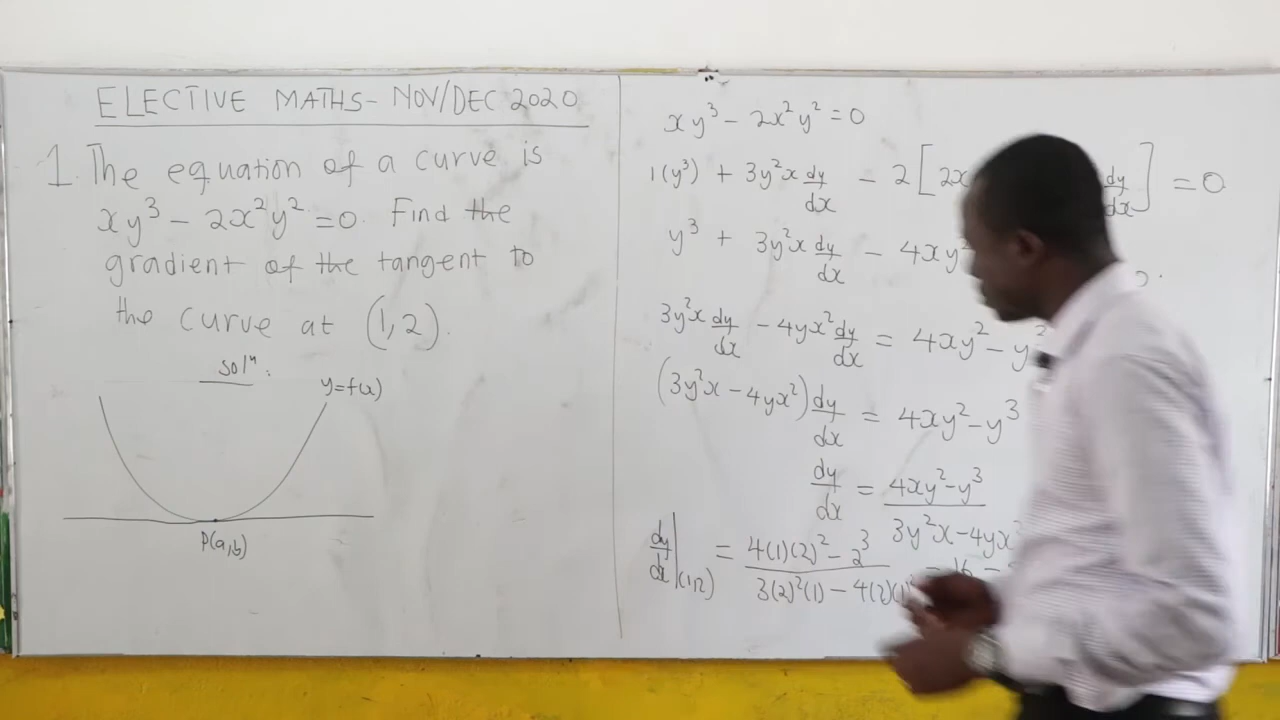 ELECTIVE MATHS- NOV/DEC 2020
1. The equation of a curve is
xy³ - 2x²y² = 0. Find the
gradient of the tangent to
the curve at (1,2).
solⁿ:
y=f(x)
P(a,b)
xy³ - 2x²y² = 0
1(y³) + 3y²x dy/dx - 2[2x dy/dx] = 0
y³ + 3y²x dy/dx - 4xy²
3y²x dy/dx - 4yx² dy/dx = 4xy² - y³
(3y²x - 4yx²) dy/dx = 4xy² - y³
dy/dx = 4xy² - y³ / 3y²x - 4yx²
dy/dx|(1,2) = 4(1)(2)² - 2³ / 3(2)²(1) - 4(2)(1) = 16 -